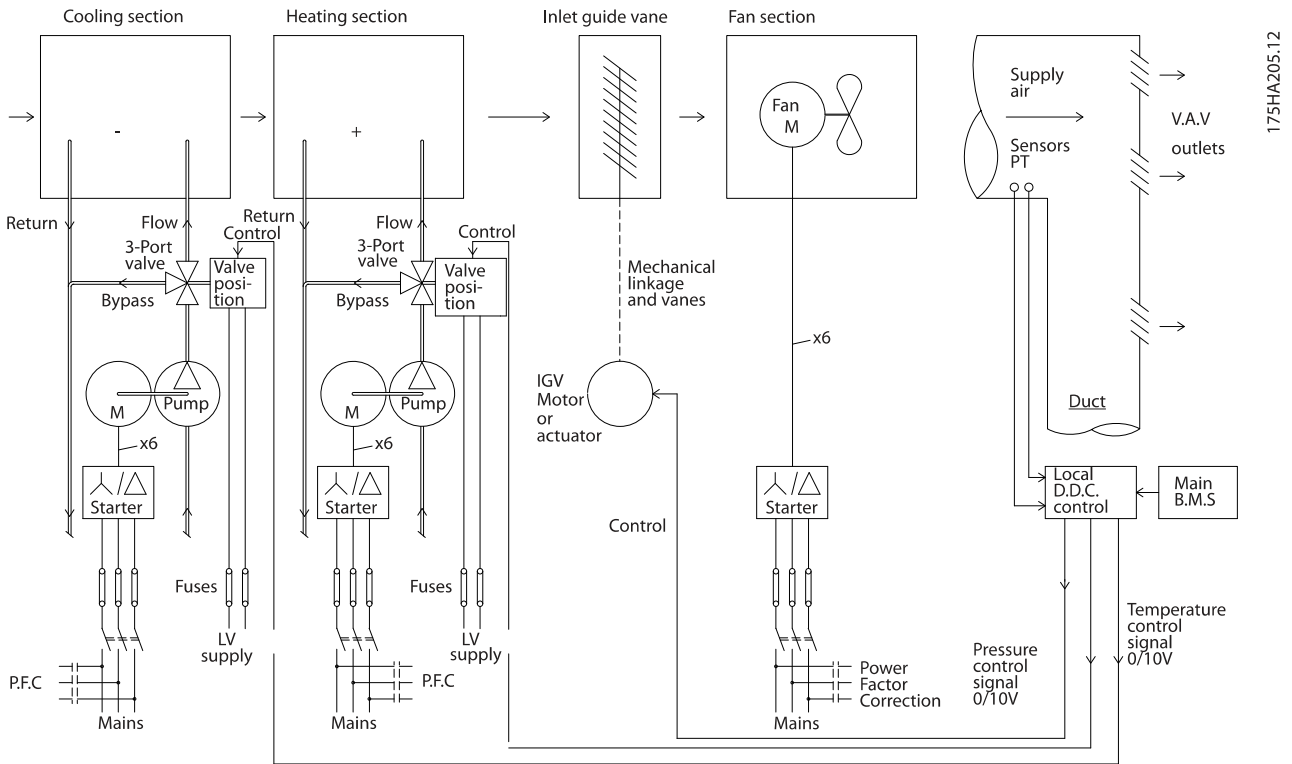 Cooling section
Heating section
Inlet guide vane
Fan section
175HA205.12
-
+
Fan
M
Supply
air
Sensors
PT
V.A.V
outlets
Return
Flow
3-Port
valve
Bypass
Control
Valve
posi-
tion
Return
Flow
3-Port
valve
Bypass
Control
Valve
posi-
tion
Mechanical
linkage
and vanes
x6
M
Pump
x6
Starter
M
Pump
x6
Starter
IGV
Motor
or
actuator
Control
Starter
Duct
Local
D.D.C.
control
Main
B.M.S
Fuses
LV
supply
Fuses
LV
supply
P.F.C
Mains
P.F.C
Mains
Power
Factor
Correction
Mains
Pressure
control
signal
0/10V
Temperature
control
signal
0/10V